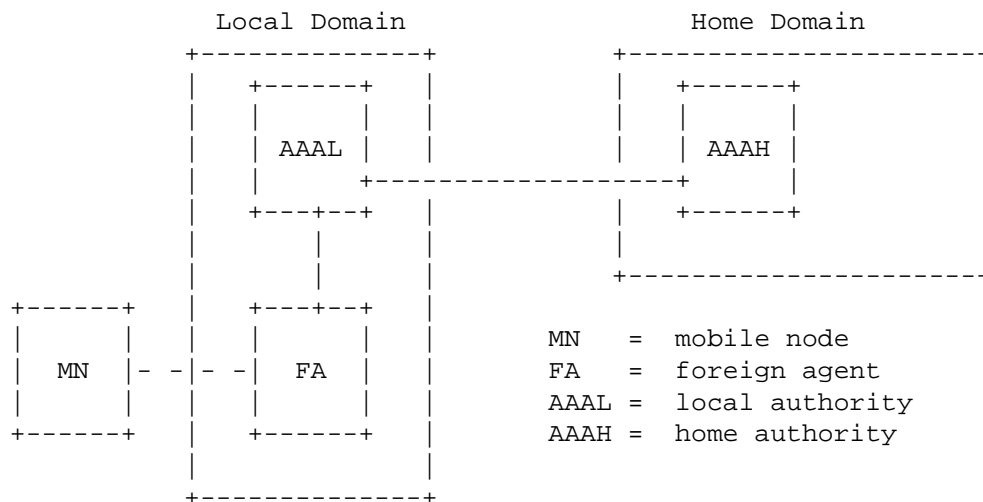 Local Domain Home Domain
AAAL AAAH
MN FA
MN = mobile node
FA = foreign agent
AAAL = local authority
AAAH = home authority